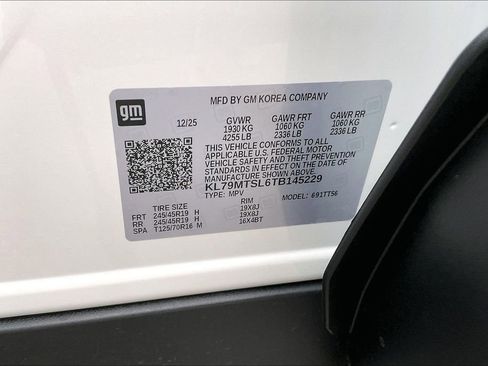 gm
MFD BY GM KOREA COMPANY
12/25 GVWR GAWR FRT GAWR RR
1930 KG 1060 KG 1060 KG
4255 LB 2336 LB 2336 LB
THIS VEHICLE CONFORMS TO ALL
APPLICABLE U.S. FEDERAL MOTOR
VEHICLE SAFETY AND THEFT PREVENTION
STANDARDS IN EFFECT ON THE DATE OF
MANUFACTURE SHOWN ABOVE.
KL79MTSL6TB145229
TYPE: MPV MODEL: 691TT56
TIRE SIZE RIM
FRT 245/45R19 H 19X8J
RR 245/45R19 H 19X8J
SPA T125/70R16 M 16X4BT